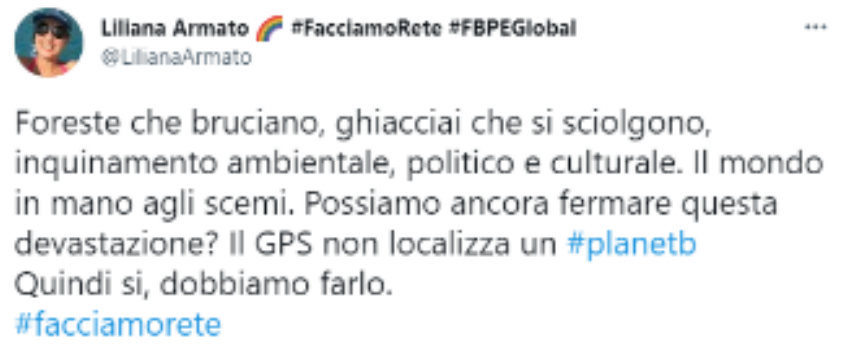 Liliana Armato 🌈 #FacciamoRete #FBPEGlobal
@LilianaArmato
Foreste che bruciano, ghiacciai che si sciolgono,
inquinamento ambientale, politico e culturale. Il mondo
in mano agli scemi. Possiamo ancora fermare questa
devastazione? Il GPS non localizza un #planetb
Quindi si, dobbiamo farlo.
#facciamorete